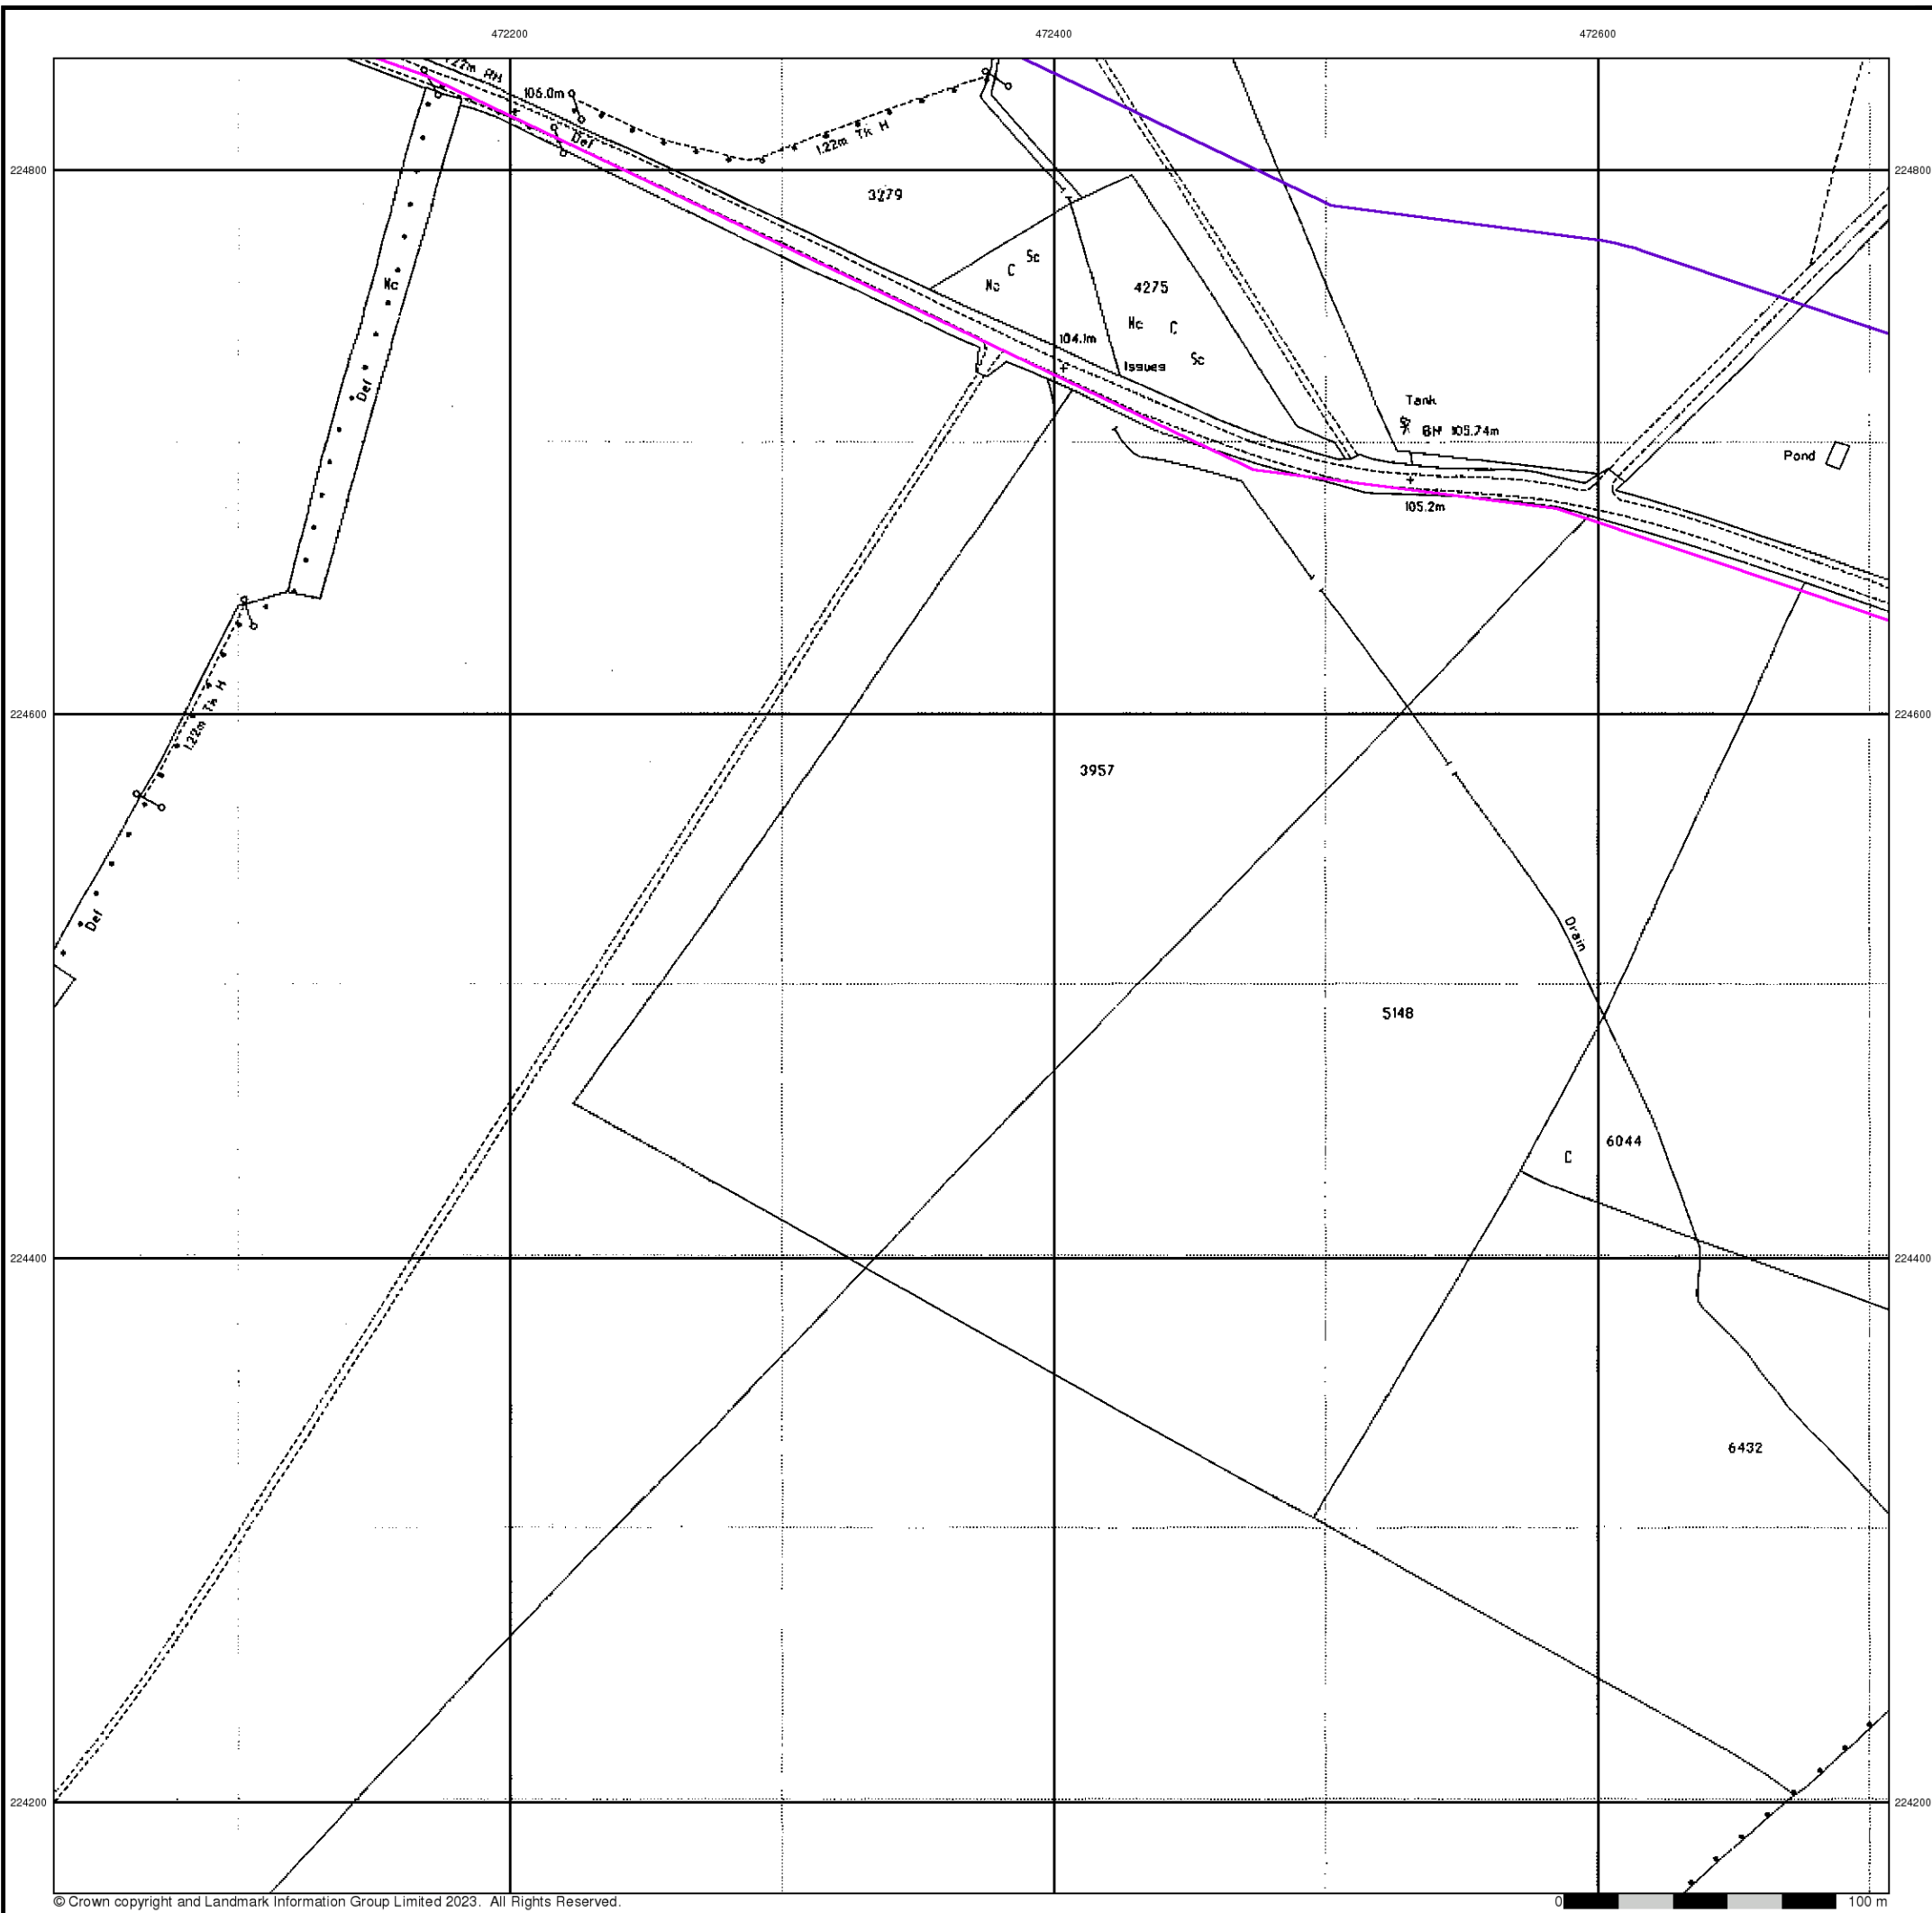 472200 472400 472600
1.22m RH
106.0m
Def
1.22m Tk H
224800 224800
3279
Nc
Nc C Sc
4275
Nc C Sc
104.1m
Issues
Def
Tank
BM 105.74m
Pond
105.2m
1.22m Tk H
224600 224600
3957
Def
Drain
5148
6044
C
224400 224400
6432
224200 224200
© Crown copyright and Landmark Information Group Limited 2023. All Rights Reserved.
0 100 m